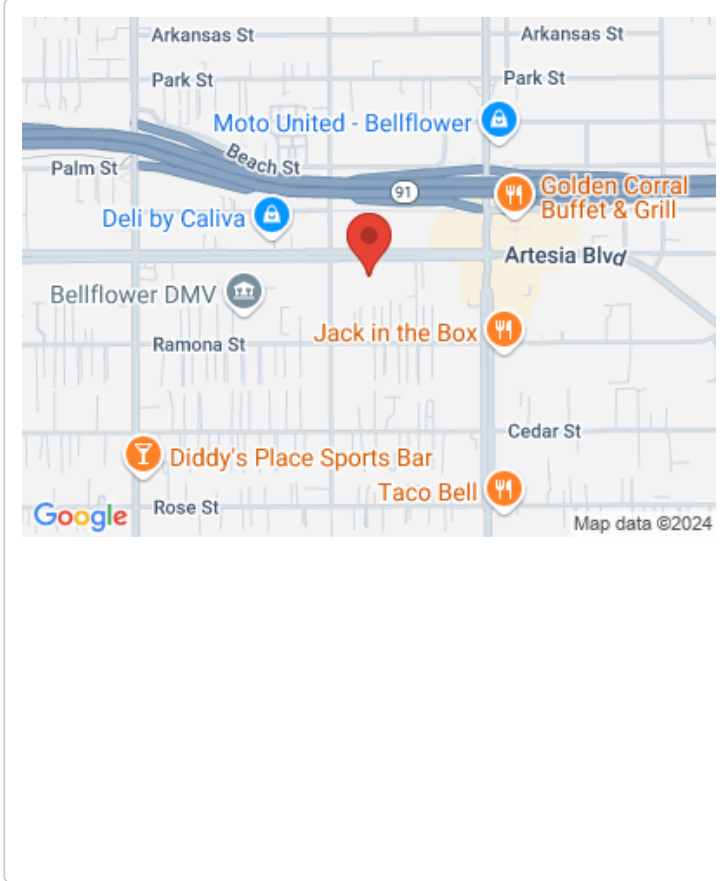 Arkansas St
Arkansas St
Park St
Park St
Moto United - Bellflower
Beach St
Palm St
91
Golden Corral
Buffet & Grill
Deli by Caliva
Artesia Blvd
Bellflower DMV
Jack in the Box
Ramona St
Cedar St
Diddy's Place Sports Bar
Taco Bell
Rose St
Google
Map data ©2024